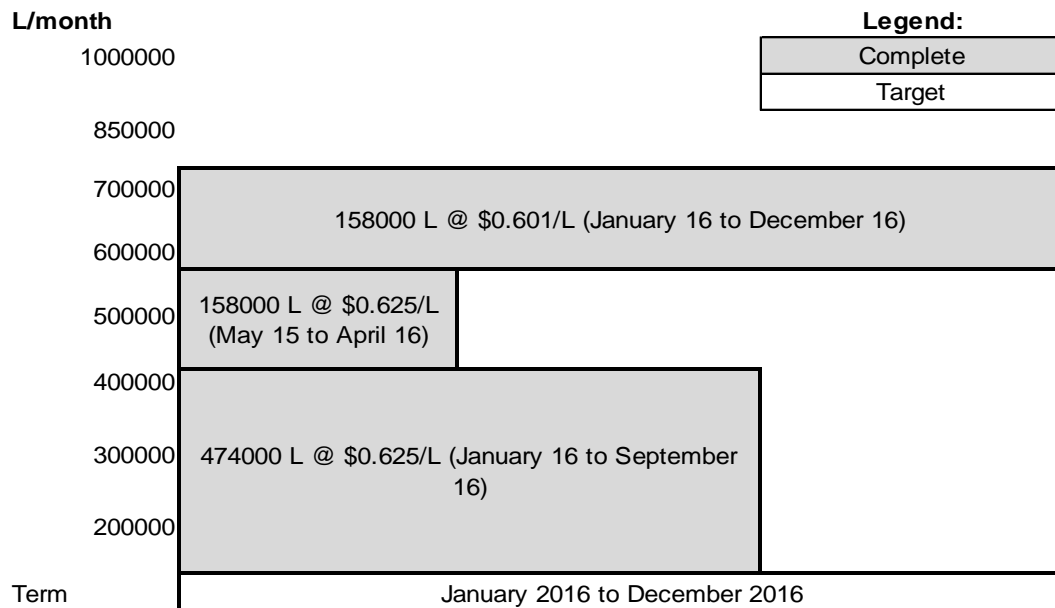 L/month
Legend:
1000000
Complete
Target
850000
700000
158000 L @ $0.601/L (January 16 to December 16)
600000
158000 L @ $0.625/L
(May 15 to April 16)
500000
400000
474000 L @ $0.625/L (January 16 to September
16)
300000
200000
Term
January 2016 to December 2016